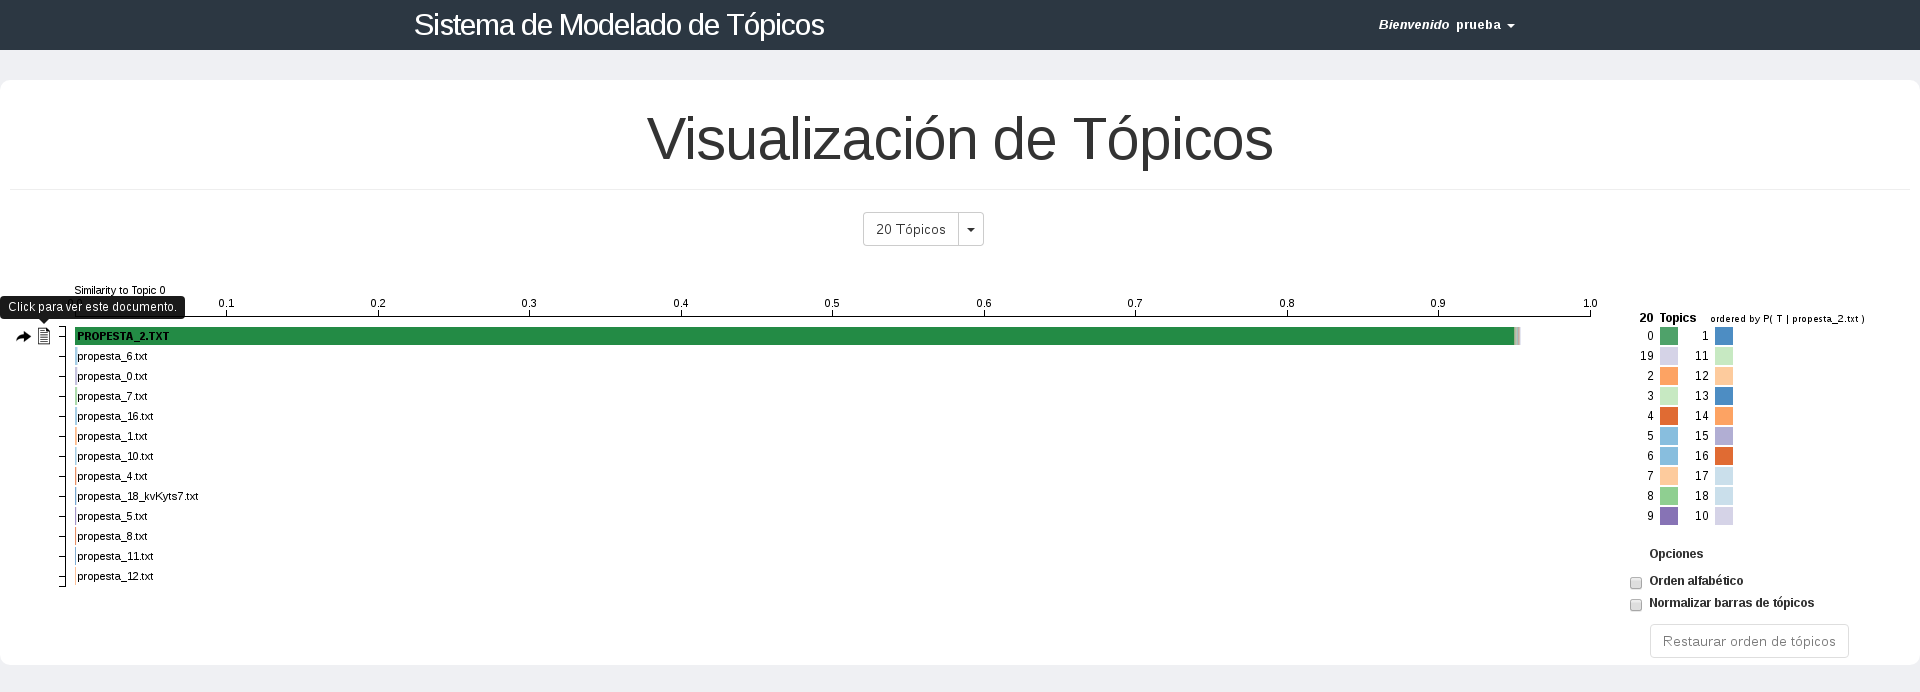 Sistema de Modelado de Tópicos
Bienvenido prueba
Visualización de Tópicos
20 Tópicos
Similarity to Topic 0
0.1 0.2 0.3 0.4 0.5 0.6 0.7 0.8 0.9 1.0
Click para ver este documento.
PROPESTA_2.TXT
propesta_6.txt
propesta_0.txt
propesta_7.txt
propesta_16.txt
propesta_1.txt
propesta_10.txt
propesta_4.txt
propesta_18_kvKyts7.txt
propesta_5.txt
propesta_8.txt
propesta_11.txt
propesta_12.txt
20 Topics ordered by P( T | propesta_2.txt )
0 1
19 11
2 12
3 13
4 14
5 15
6 16
7 17
8 18
9 10
Opciones
Orden alfabético
Normalizar barras de tópicos
Restaurar orden de tópicos